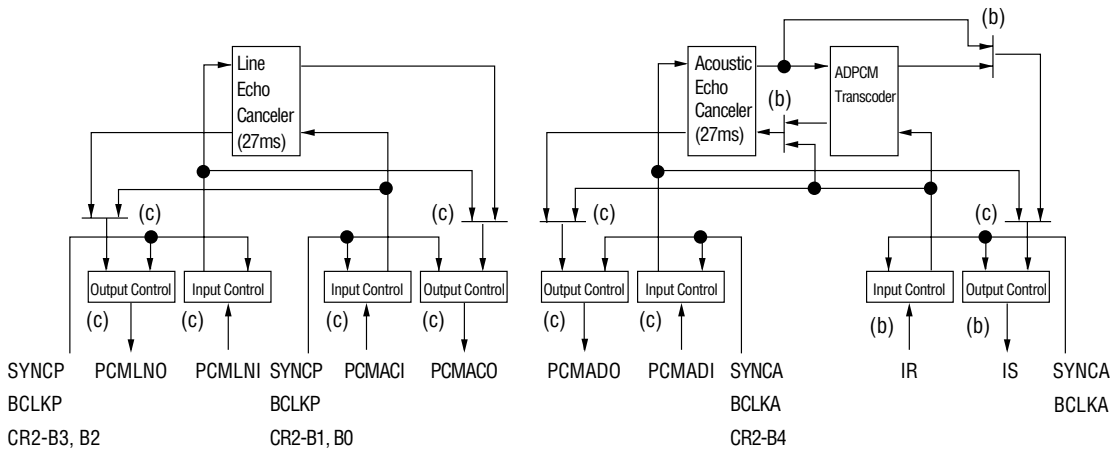 (b)
Line
Echo
Canceler
(27ms)
Acoustic
Echo
Canceler
(27ms)
(b)
ADPCM
Transcoder
(c)
(c)
(c)
(c)
Output Control
Input Control
Input Control
Output Control
Output Control
Input Control
Input Control
Output Control
(c)
(c)
(c)
(c)
(c)
(c)
(b)
(b)
SYNCP
BCLKP
CR2-B3, B2
PCMLNO
PCMLNI
SYNCP
BCLKP
CR2-B1, B0
PCMACI
PCMACO
PCMADO
PCMADI
SYNCA
BCLKA
CR2-B4
IR
IS
SYNCA
BCLKA